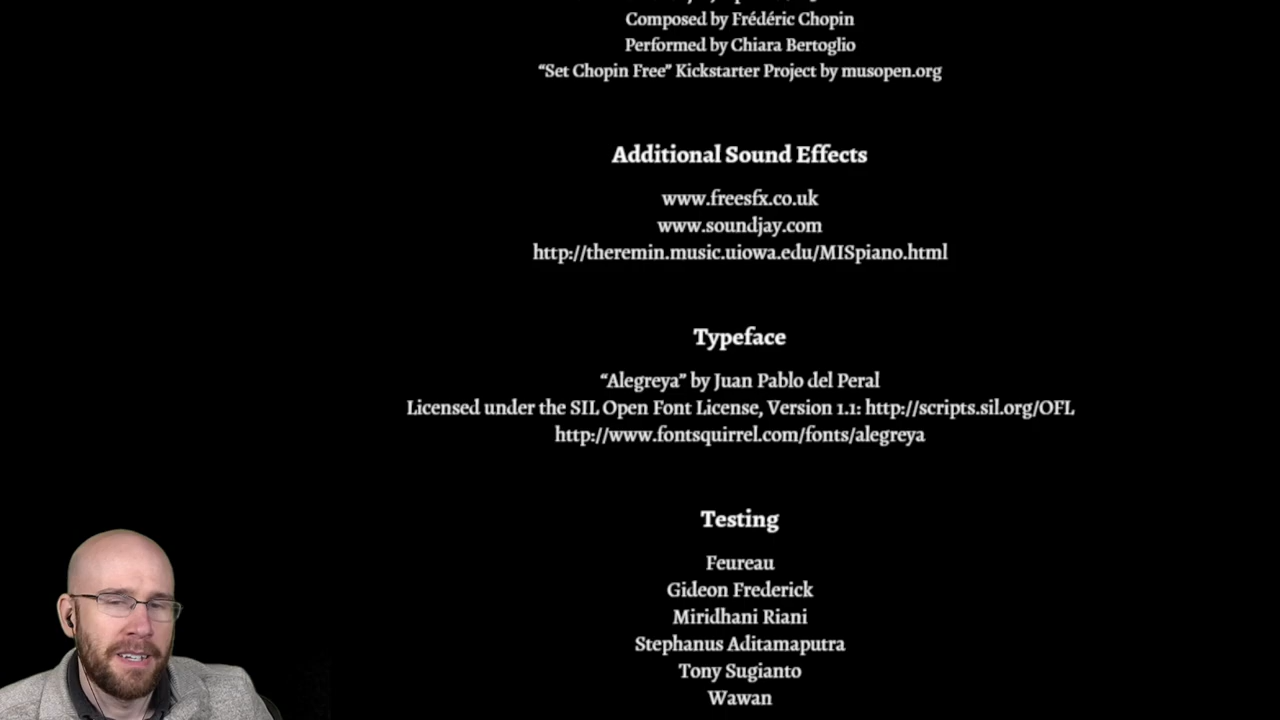 Composed by Frédéric Chopin
Performed by Chiara Bertoglio
“Set Chopin Free” Kickstarter Project by musopen.org
Additional Sound Effects
www.freesfx.co.uk
www.soundjay.com
http://theremin.music.uiowa.edu/MISpiano.html
Typeface
“Alegreya” by Juan Pablo del Peral
Licensed under the SIL Open Font License, Version 1.1: http://scripts.sil.org/OFL
http://www.fontsquirrel.com/fonts/alegreya
Testing
Feureau
Gideon Frederick
Miridhani Riani
Stephanus Aditamaputra
Tony Sugianto
Wawan